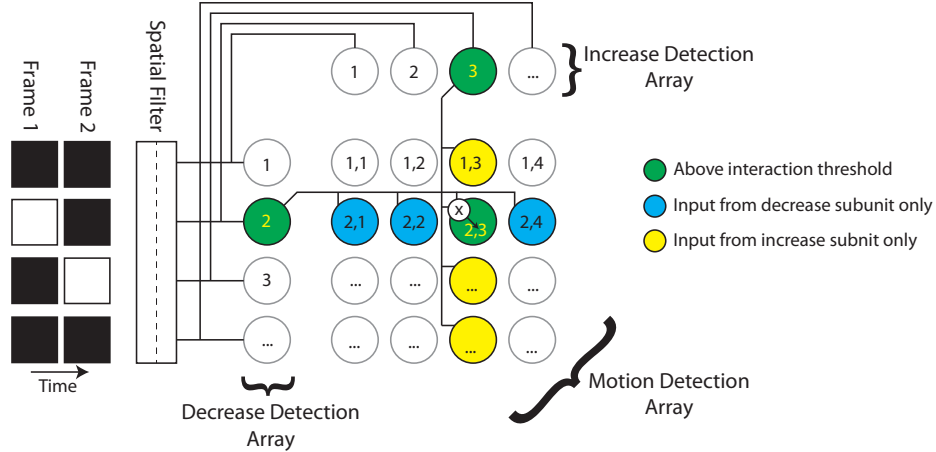 Frame 1
Frame 2
Spatial Filter
Time
1
2
3
...
Increase Detection
Array
1
1,1
1,2
1,3
1,4
2
2,1
2,2
X
2,3
2,4
3
...
...
...
...
...
...
...
...
...
Above interaction threshold
Input from decrease subunit only
Input from increase subnit only
Decrease Detection
Array
Motion Detection
Array